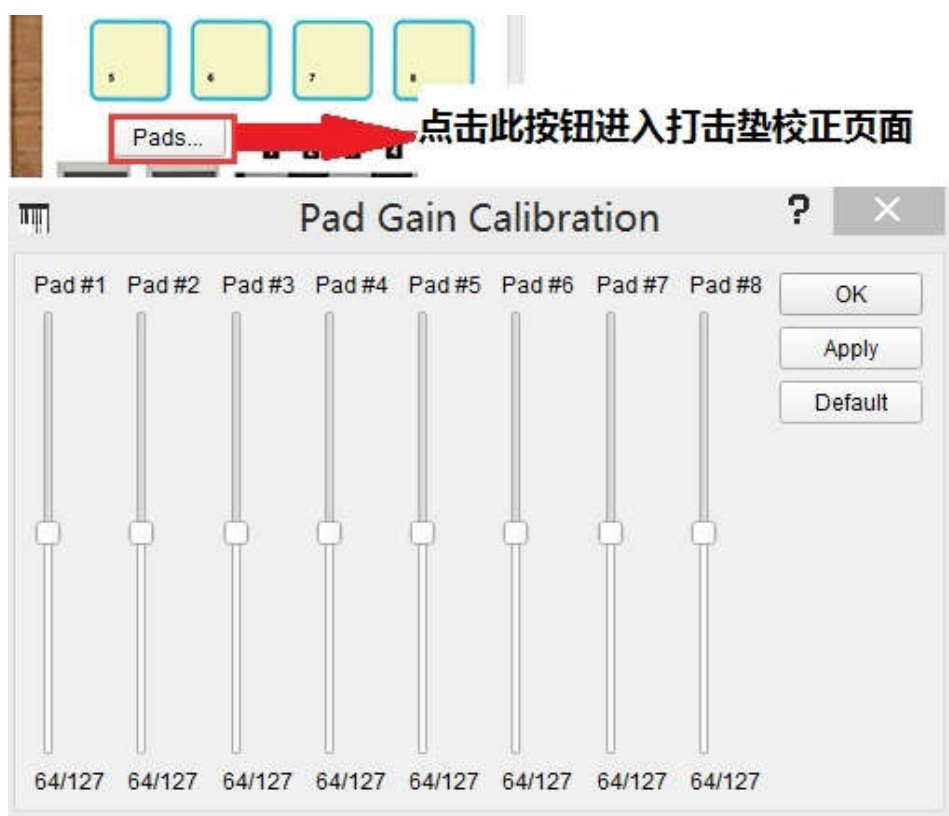 5 6 7 8
Pads...
点击此按钮进入打击垫校正页面
Pad Gain Calibration
?
Pad #1 Pad #2 Pad #3 Pad #4 Pad #5 Pad #6 Pad #7 Pad #8
OK
Apply
Default
64/127 64/127 64/127 64/127 64/127 64/127 64/127 64/127